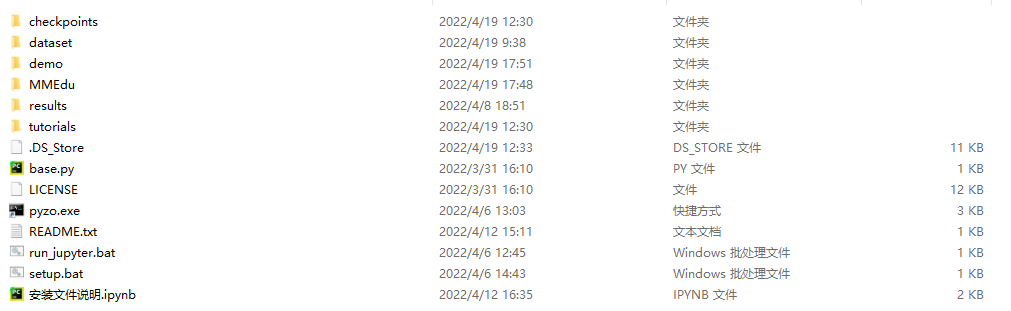 checkpoints 2022/4/19 12:30 文件夹
dataset 2022/4/19 9:38 文件夹
demo 2022/4/19 17:51 文件夹
MMEdu 2022/4/19 17:48 文件夹
results 2022/4/8 18:51 文件夹
tutorials 2022/4/19 12:30 文件夹
.DS_Store 2022/4/19 12:33 DS_STORE 文件 11 KB
base.py 2022/3/31 16:10 PY 文件 1 KB
LICENSE 2022/3/31 16:10 文件 12 KB
pyzo.exe 2022/4/6 13:03 快捷方式 3 KB
README.txt 2022/4/12 15:11 文本文档 1 KB
run_jupyter.bat 2022/4/6 12:45 Windows 批处理文件 1 KB
setup.bat 2022/4/6 14:43 Windows 批处理文件 1 KB
安装文件说明.ipynb 2022/4/12 16:35 IPYNB 文件 2 KB